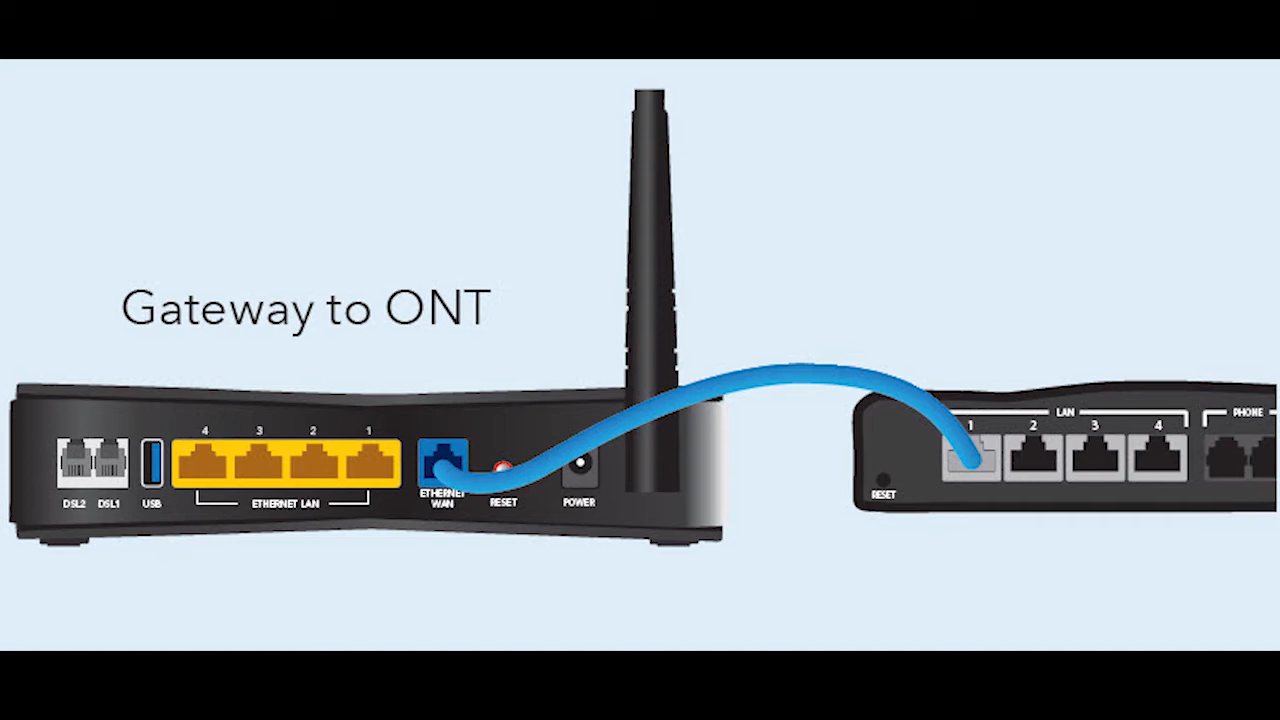 Gateway to ONT
4 3 2 1
DSL2 DSL1 USB ETHERNET LAN ETHERNET WAN RESET POWER
LAN PHONE
1 2 3 4
RESET